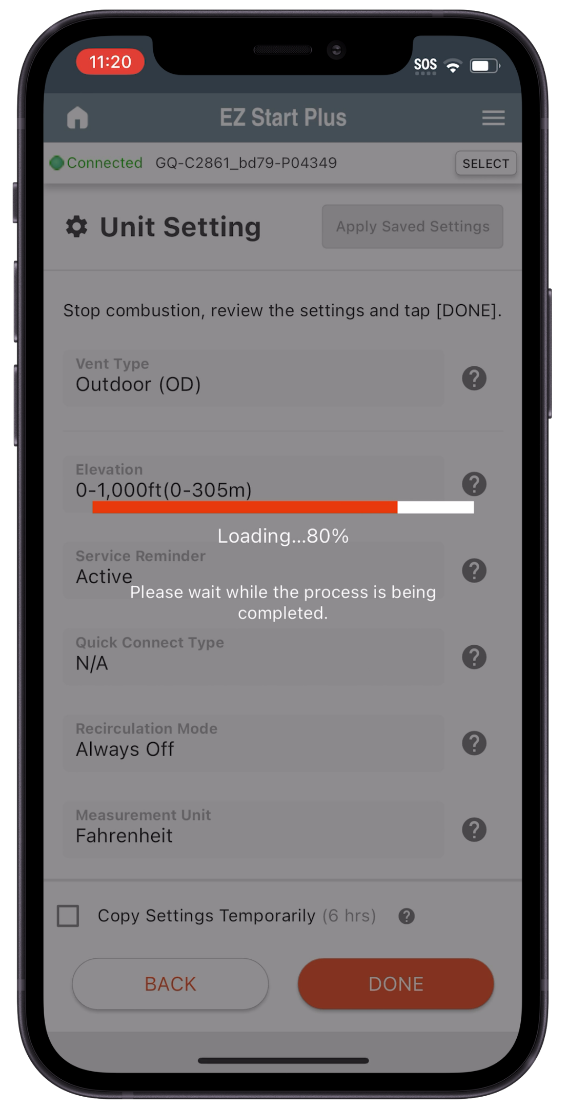 11:20
SOS
EZ Start Plus
Connected GQ-C2861_bd79-P04349 SELECT
Unit Setting Apply Saved Settings
Stop combustion, review the settings and tap [DONE].
Vent Type
Outdoor (OD)
Elevation
0-1,000ft(0-305m)
Loading...80%
Service Reminder
Active
Please wait while the process is being
completed.
Quick Connect Type
N/A
Recirculation Mode
Always Off
Measurement Unit
Fahrenheit
Copy Settings Temporarily (6 hrs)
BACK DONE